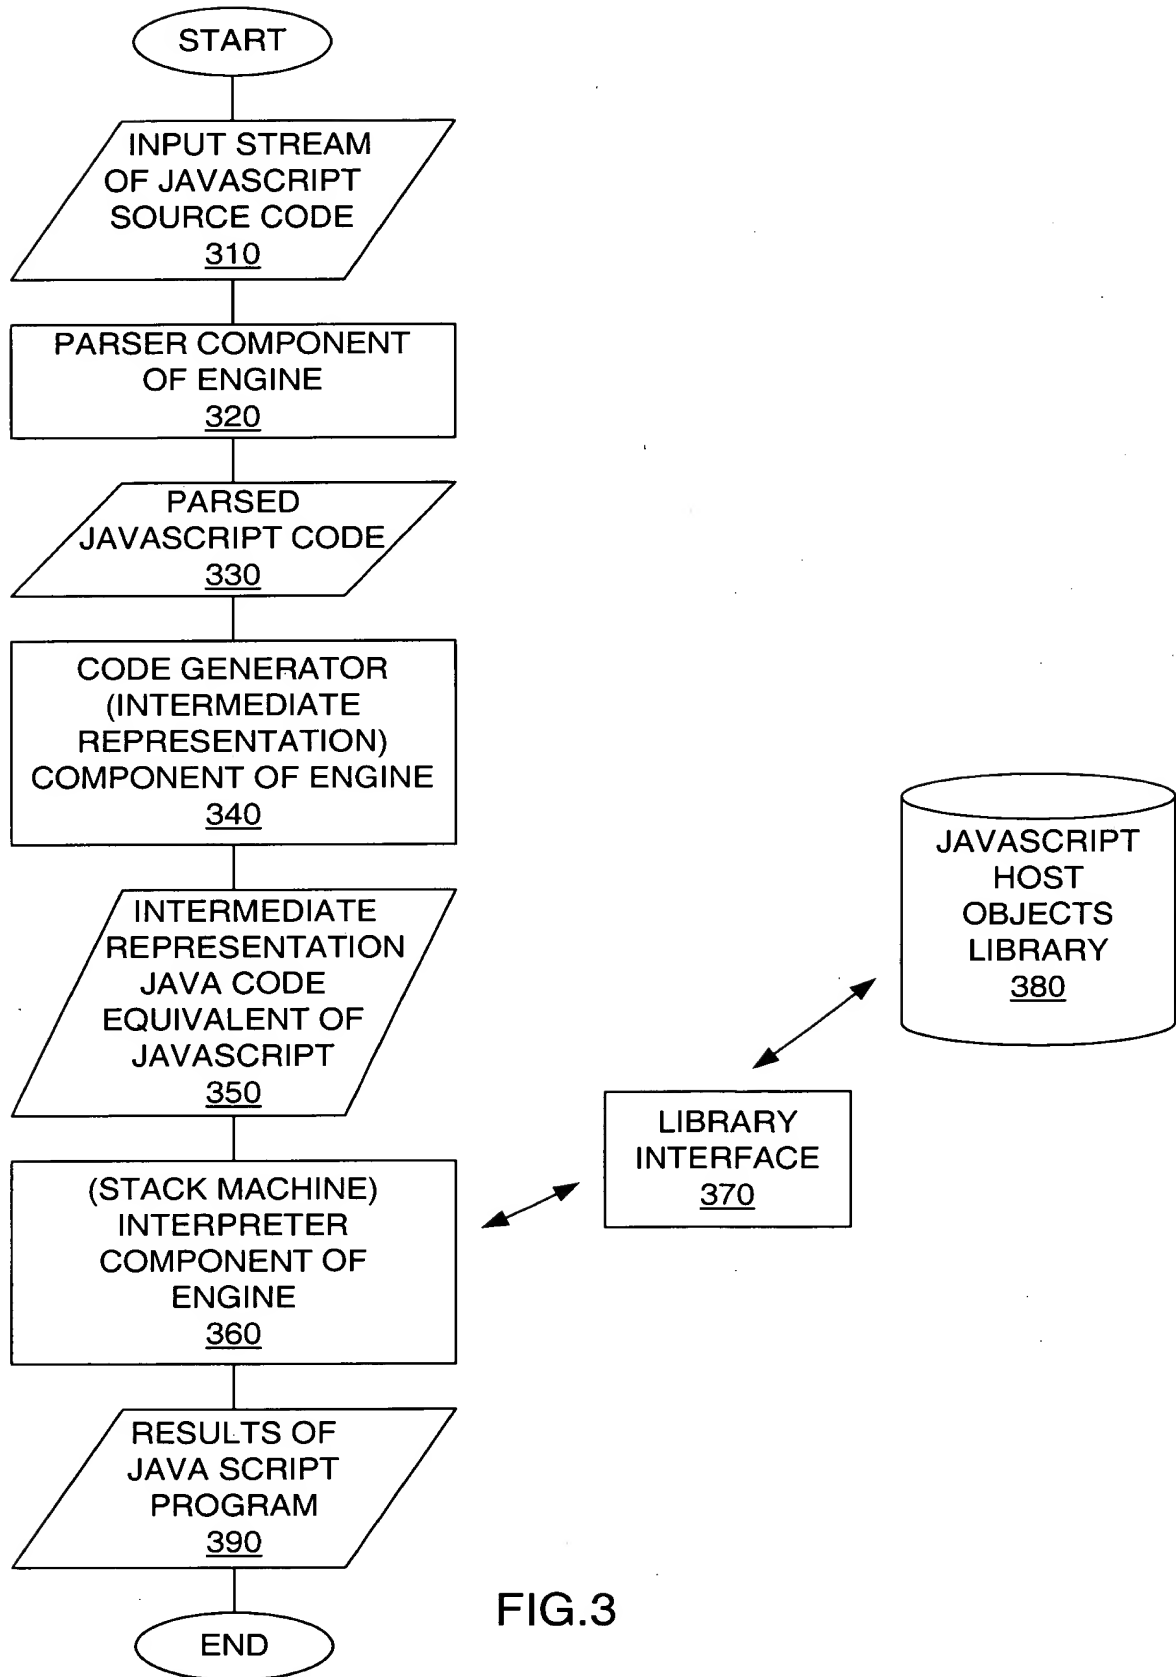 START
INPUT STREAM
OF JAVASCRIPT
SOURCE CODE
310
PARSER COMPONENT
OF ENGINE
320
PARSED
JAVASCRIPT CODE
330
CODE GENERATOR
(INTERMEDIATE
REPRESENTATION)
COMPONENT OF ENGINE
340
INTERMEDIATE
REPRESENTATION
JAVA CODE
EQUIVALENT OF
JAVASCRIPT
350
(STACK MACHINE)
INTERPRETER
COMPONENT OF
ENGINE
360
LIBRARY
INTERFACE
370
JAVASCRIPT
HOST
OBJECTS
LIBRARY
380
RESULTS OF
JAVA SCRIPT
PROGRAM
390
END
FIG.3